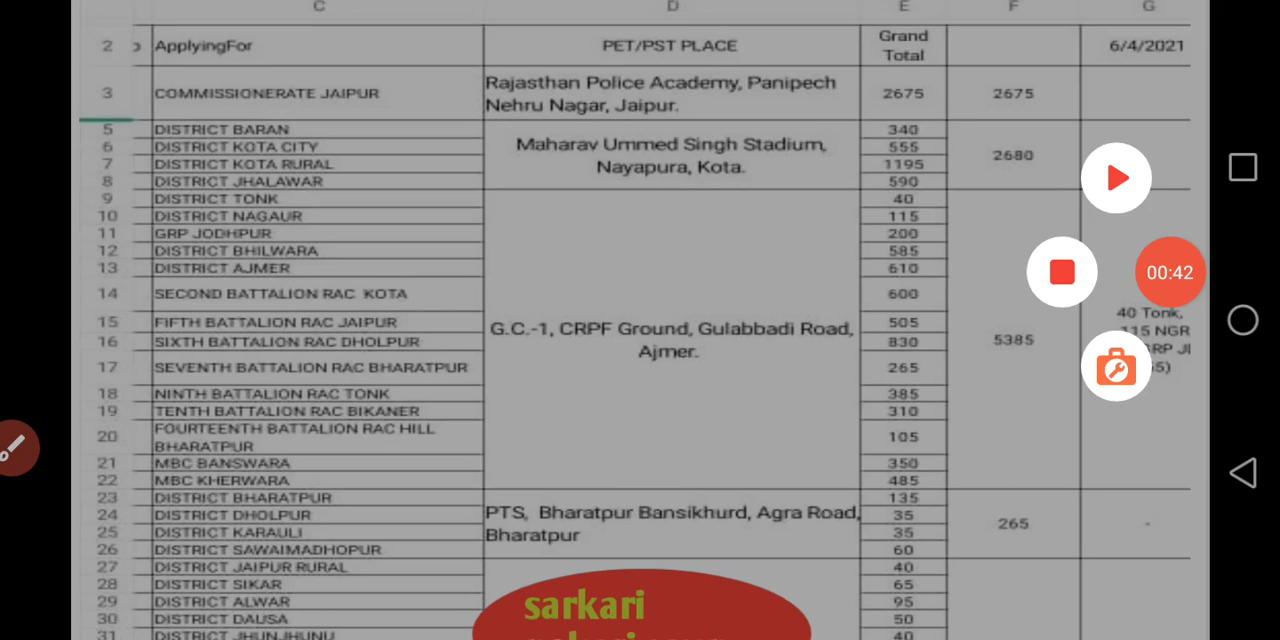 C D E F G
2 ApplyingFor PET/PST PLACE Grand Total 6/4/2021
3 COMMISSIONERATE JAIPUR Rajasthan Police Academy, Panipech 2675 2675
Nehru Nagar, Jaipur.
5 DISTRICT BARAN Maharav Ummed Singh Stadium, 340
6 DISTRICT KOTA CITY 555 2680
7 DISTRICT KOTA RURAL Nayapura, Kota. 1195
8 DISTRICT JHALAWAR 590
9 DISTRICT TONK 40
10 DISTRICT NAGAUR 115
11 GRP JODHPUR 200
12 DISTRICT BHILWARA 585
13 DISTRICT AJMER 610
00:42
14 SECOND BATTALION RAC KOTA 600
40 Tonk,
15 FIFTH BATTALION RAC JAIPUR G.C.-1, CRPF Ground, Gulabbadi Road, 505 115 NGR
16 SIXTH BATTALION RAC DHOLPUR Ajmer. 830 5385
17 SEVENTH BATTALION RAC BHARATPUR 265
18 NINTH BATTALION RAC TONK 385
19 TENTH BATTALION RAC BIKANER 310
20 FOURTEENTH BATTALION RAC HILL 105
BHARATPUR
21 MBC BANSWARA 350
22 MBC KHERWARA 485
23 DISTRICT BHARATPUR 135
24 DISTRICT DHOLPUR PTS, Bharatpur Bansikhurd, Agra Road, 35 265 -
25 DISTRICT KARAULI Bharatpur 35
26 DISTRICT SAWAIMADHOPUR 60
27 DISTRICT JAIPUR RURAL 40
28 DISTRICT SIKAR 65
29 DISTRICT ALWAR 95
30 DISTRICT DAUSA 50
31 DISTRICT JHUNJHUNU 40
sarkari